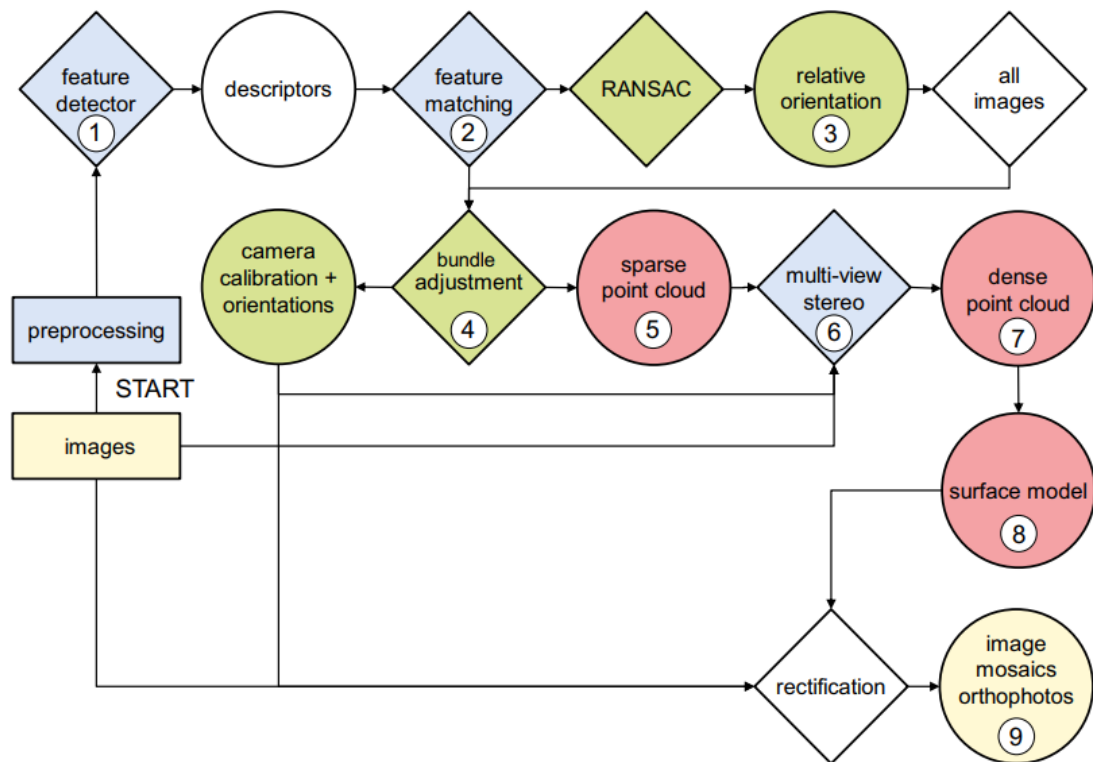 feature
detector
1
descriptors
feature
matching
2
RANSAC
relative
orientation
3
all
images
camera
calibration +
orientations
bundle
adjustment
4
sparse
point cloud
5
multi-view
stereo
6
dense
point cloud
7
preprocessing
START
images
surface model
8
rectification
image
mosaics
orthophotos
9